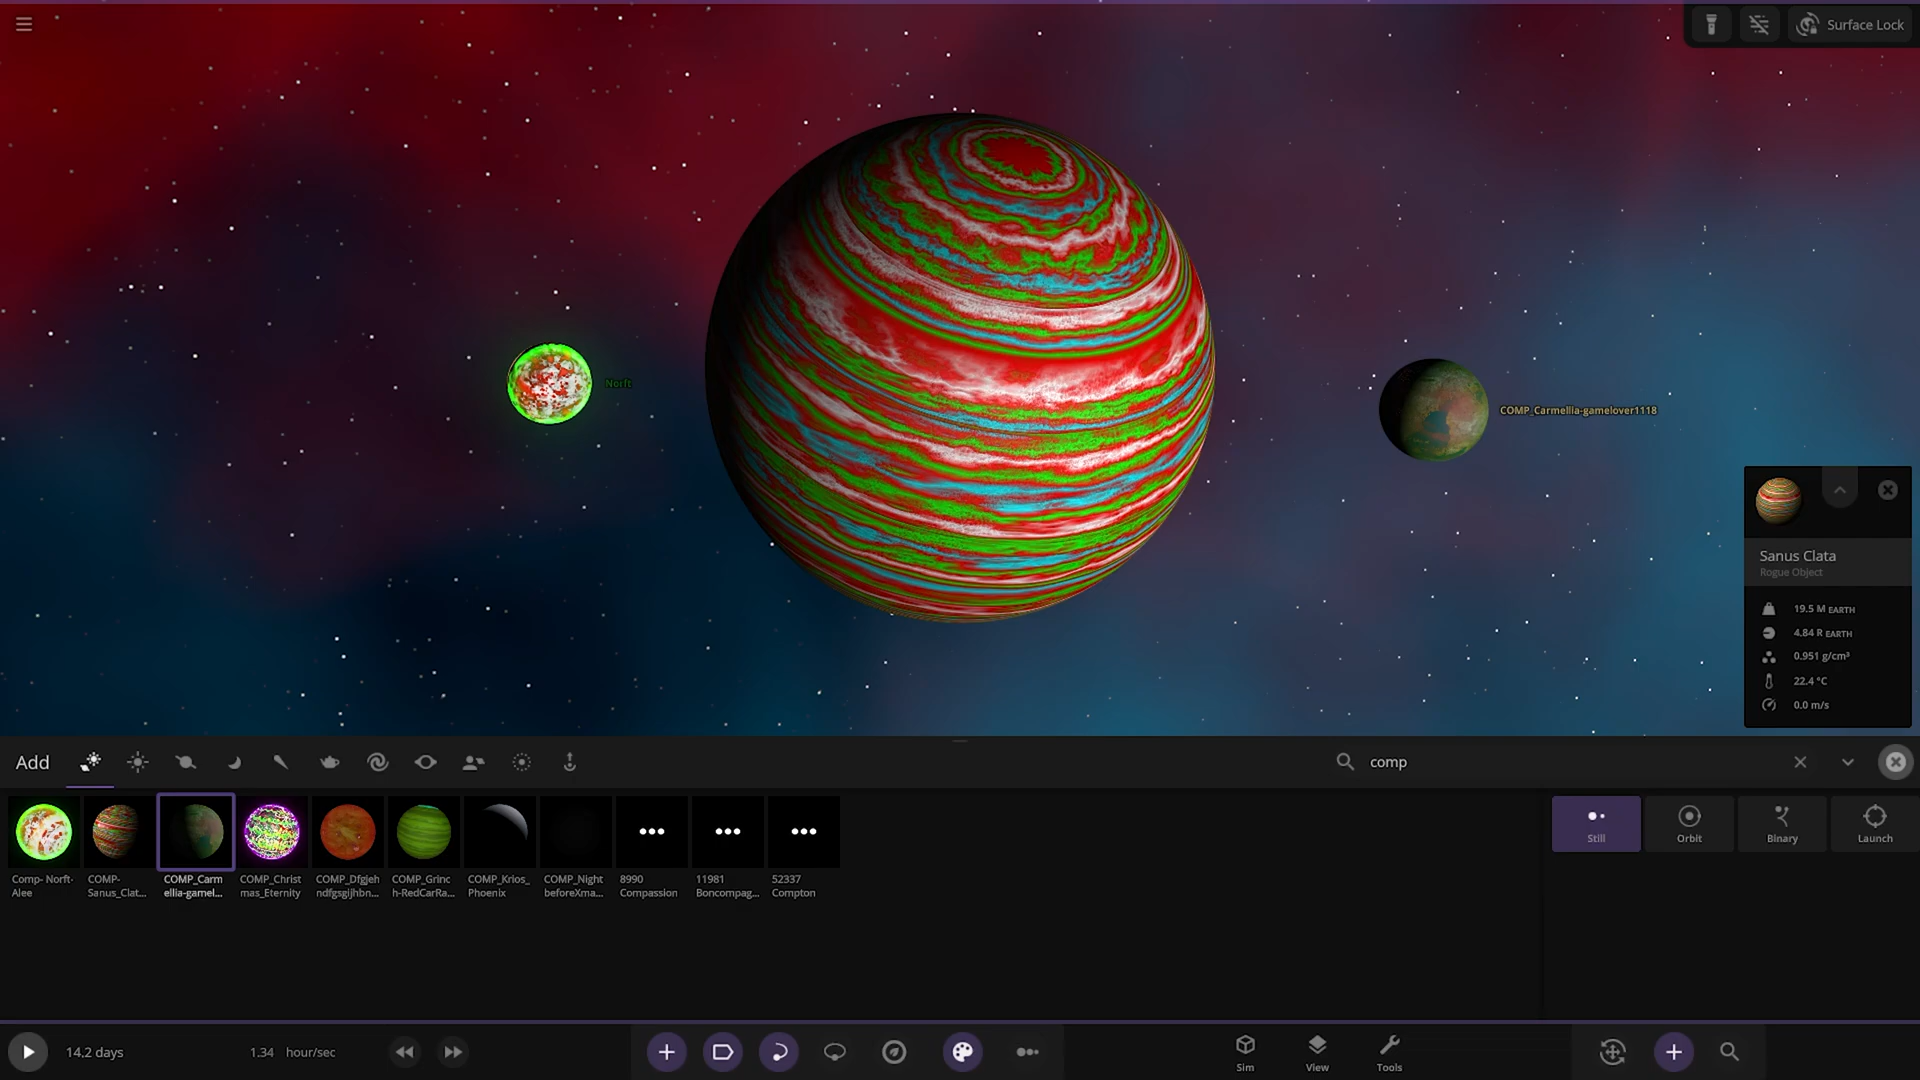 Surface Lock
Norft
COMP_Carmellia-gamelover1118
Sanus Clata
Rogue Object
19.5 M EARTH
4.84 R EARTH
0.951 g/cm³
22.4 °C
0.0 m/s
Add
comp
Comp- Norft-
Alee
COMP-
Sanus_Clat...
COMP_Carm
ellia-gamel...
COMP_Christ
mas_Eternity
COMP_Dfgjeh
ndfgsgijhbn...
COMP_Grinc
h-RedCarRa...
COMP_Krios_
Phoenix
COMP_Night
beforeXma...
8990
Compassion
11981
Boncompag...
52337
Compton
Still
Orbit
Binary
Launch
14.2 days
1.34 hour/sec
Sim
View
Tools